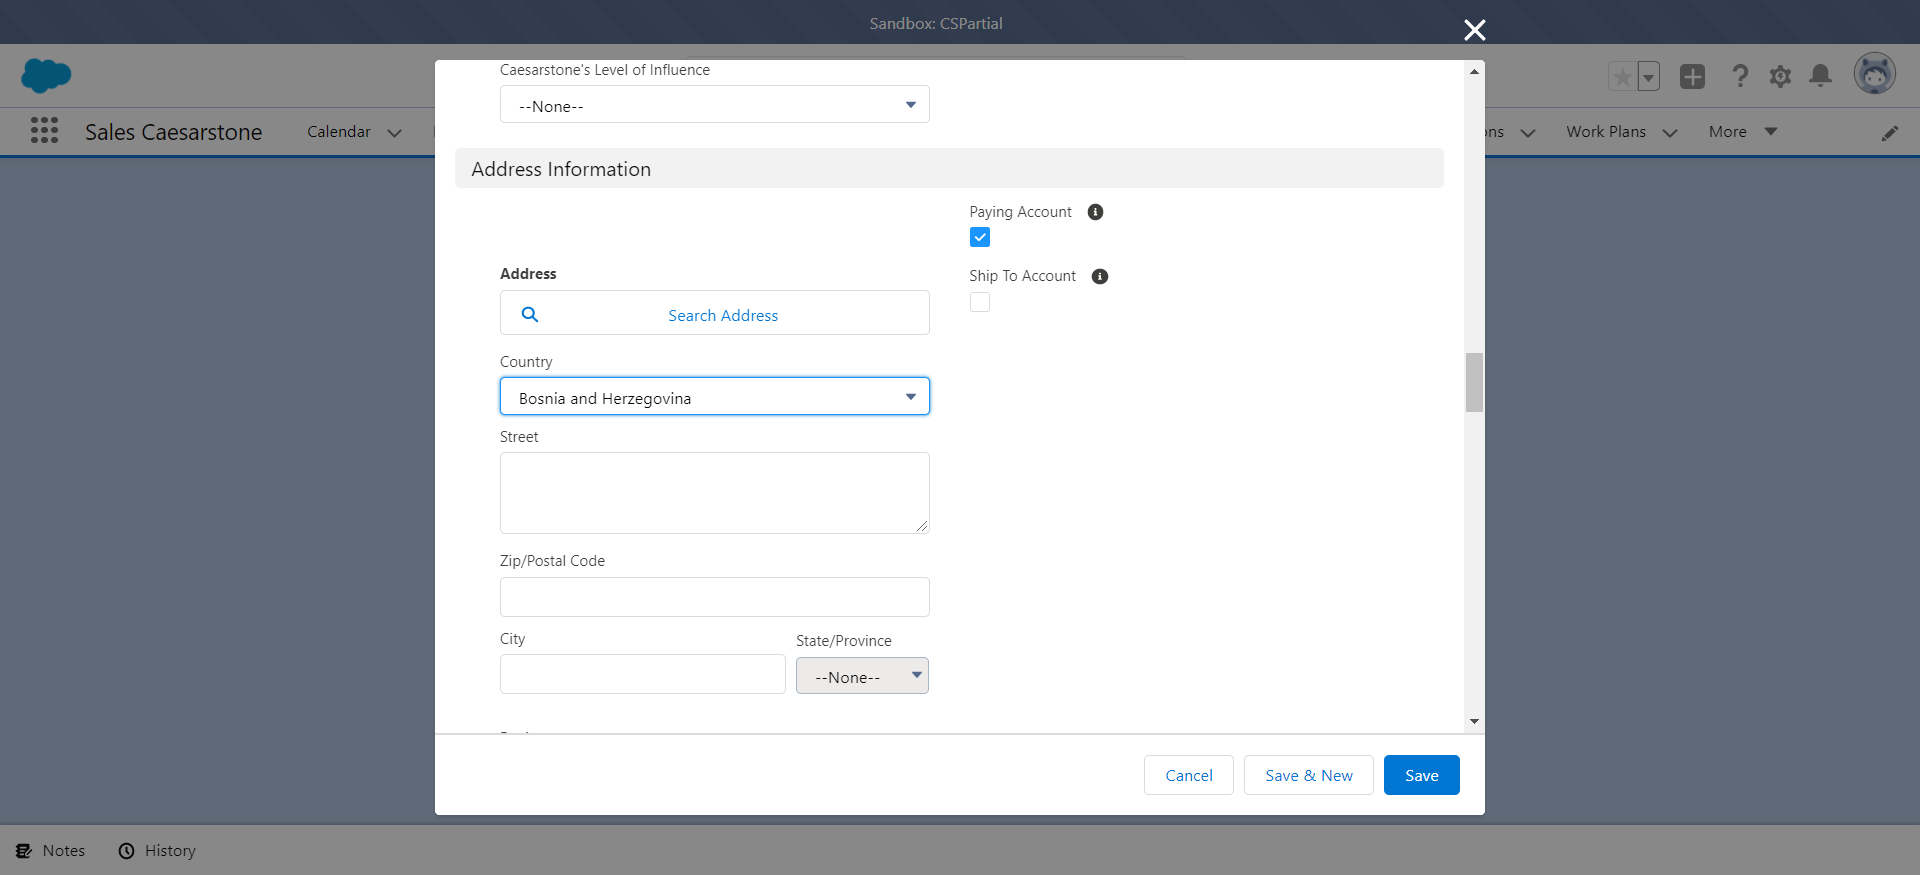 Sandbox: CSPartial
Sales Caesarstone
Calendar
Work Plans
More
Caesarstone's Level of Influence
--None--
Address Information
Paying Account
Address
Ship To Account
Search Address
Country
Bosnia and Herzegovina
Street
Zip/Postal Code
City
State/Province
--None--
Cancel
Save & New
Save
Notes
History